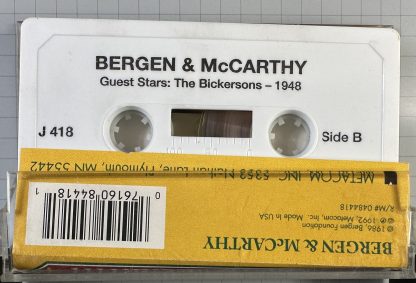 BERGEN & McCARTHY
Guest Stars: The Bickersons – 1948
J 418
Side B
METACOM, INC. 5353 Nathan Lane, Plymouth, MN 55442
0 76160 84418 1
R/M# 0484418
℗ 1992, Metacom, Inc. Made in USA
© 1986, Bergen Foundation
BERGEN & McCARTHY